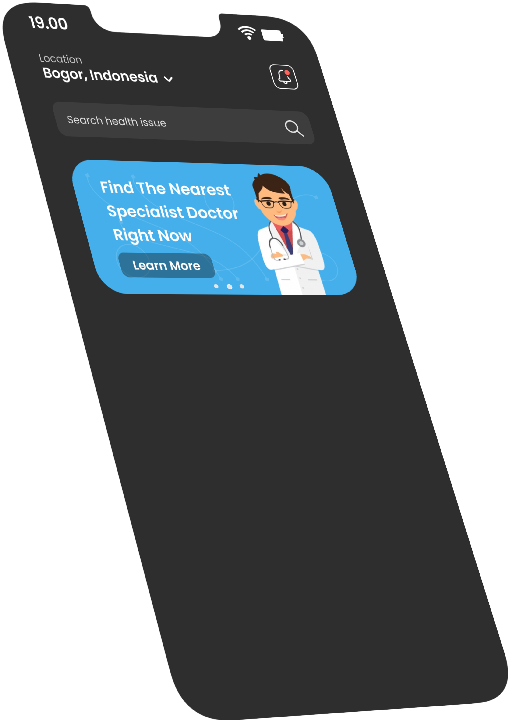 19.00
Location
Bogor, Indonesia
Search health issue
Find The Nearest
Specialist Doctor
Right Now
Learn More